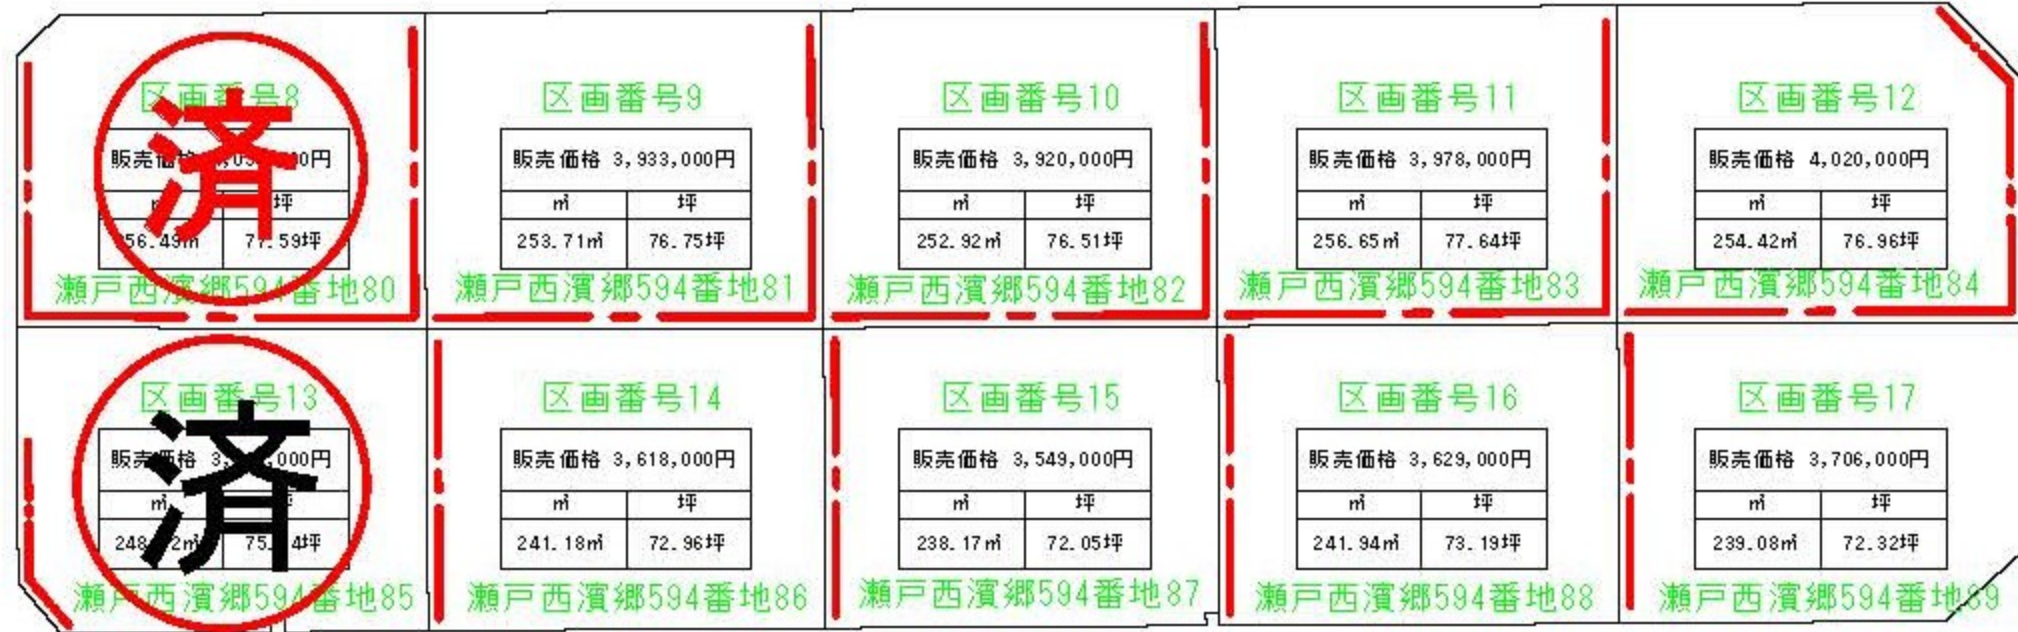 区画番号8
済
販売価格
㎡ 坪
56.49㎡ 77.59坪
瀬戸西濱郷594番地80
区画番号9
販売価格 3,933,000円
㎡ 坪
253.71㎡ 76.75坪
瀬戸西濱郷594番地81
区画番号10
販売価格 3,920,000円
㎡ 坪
252.92㎡ 76.51坪
瀬戸西濱郷594番地82
区画番号11
販売価格 3,978,000円
㎡ 坪
256.65㎡ 77.64坪
瀬戸西濱郷594番地83
区画番号12
販売価格 4,020,000円
㎡ 坪
254.42㎡ 76.96坪
瀬戸西濱郷594番地84
区画番号13
済
販売価格
㎡
瀬戸西濱郷594番地85
区画番号14
販売価格 3,618,000円
㎡ 坪
241.18㎡ 72.96坪
瀬戸西濱郷594番地86
区画番号15
販売価格 3,549,000円
㎡ 坪
238.17㎡ 72.05坪
瀬戸西濱郷594番地87
区画番号16
販売価格 3,629,000円
㎡ 坪
241.94㎡ 73.19坪
瀬戸西濱郷594番地88
区画番号17
販売価格 3,706,000円
㎡ 坪
239.08㎡ 72.32坪
瀬戸西濱郷594番地89